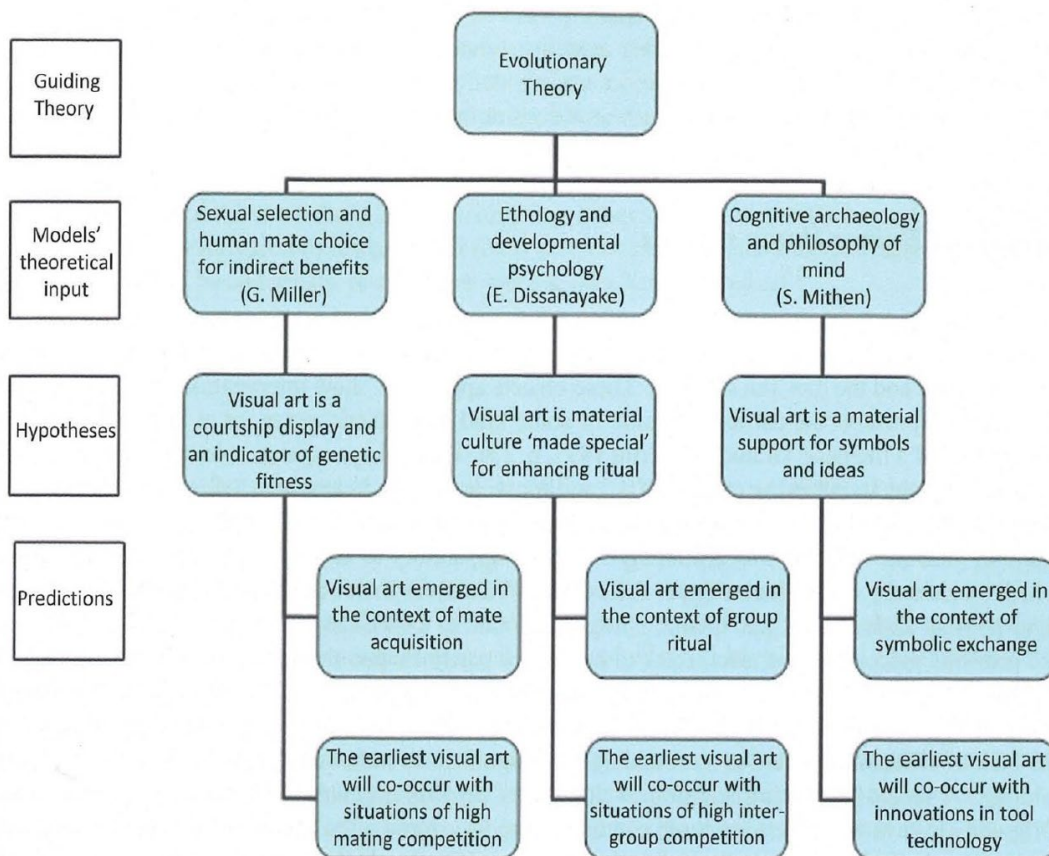 Guiding
Theory
Evolutionary
Theory
Models'
theoretical
input
Sexual selection and
human mate choice
for indirect benefits
(G. Miller)
Ethology and
developmental
psychology
(E. Dissanayake)
Cognitive archaeology
and philosophy of
mind
(S. Mithen)
Hypotheses
Visual art is a
courtship display and
an indicator of genetic
fitness
Visual art is material
culture 'made special'
for enhancing ritual
Visual art is a material
support for symbols
and ideas
Predictions
Visual art emerged in
the context of mate
acquisition
Visual art emerged in
the context of group
ritual
Visual art emerged in
the context of
symbolic exchange
The earliest visual art
will co-occur with
situations of high
mating competition
The earliest visual art
will co-occur with
situations of high inter-
group competition
The earliest visual art
will co-occur with
innovations in tool
technology